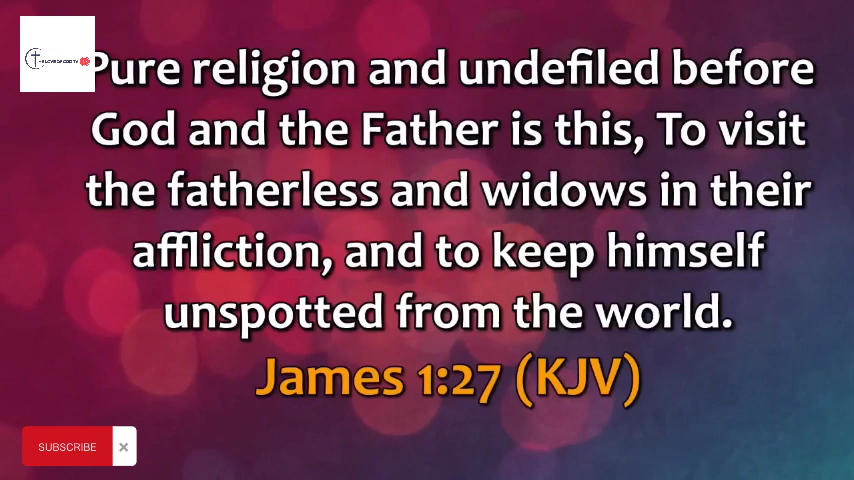 Pure religion and undefiled before
God and the Father is this, To visit
the fatherless and widows in their
affliction, and to keep himself
unspotted from the world.
James 1:27 (KJV)
SUBSCRIBE